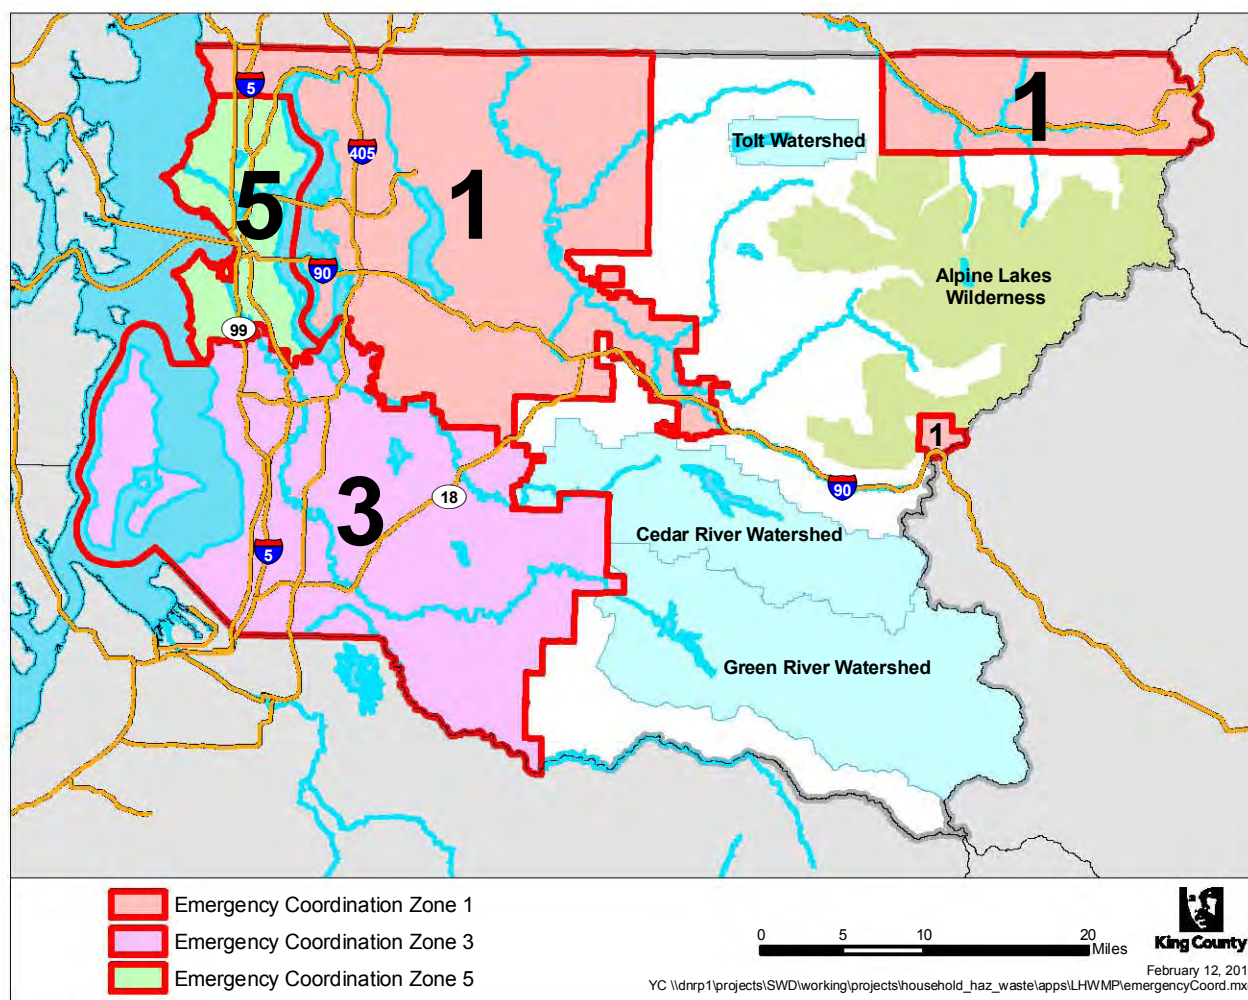 5
1
Tolt Watershed
405
5
1
90
Alpine Lakes
Wilderness
99
1
18
3
90
Cedar River Watershed
5
Green River Watershed
Emergency Coordination Zone 1
Emergency Coordination Zone 3
Emergency Coordination Zone 5
0 5 10 20
Miles
King County
February 12, 201
YC \\dnrp1\projects\SWD\working\projects\household_haz_waste\apps\LHWMP\emergencyCoord.mx